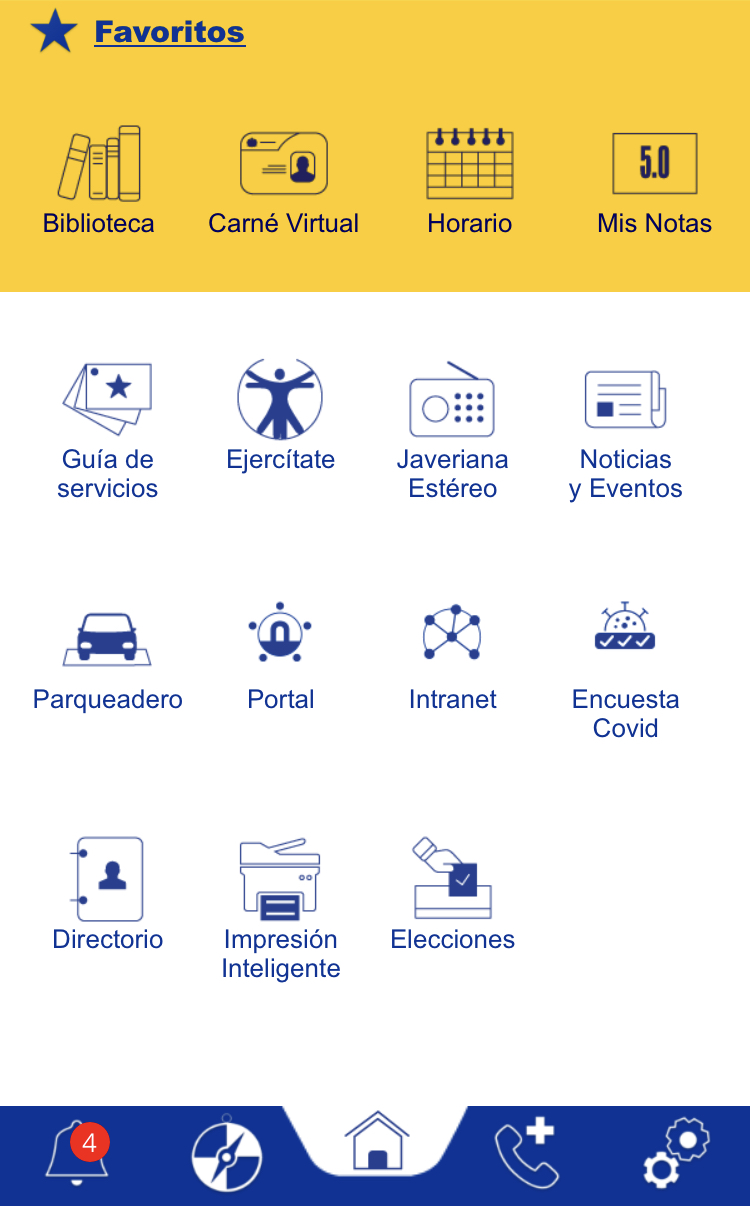 Favoritos
5.0
Biblioteca
Carné Virtual
Horario
Mis Notas
Guía de
servicios
Ejercítate
Javeriana
Estéreo
Noticias
y Eventos
Parqueadero
Portal
Intranet
Encuesta
Covid
Directorio
Impresión
Inteligente
Elecciones
4